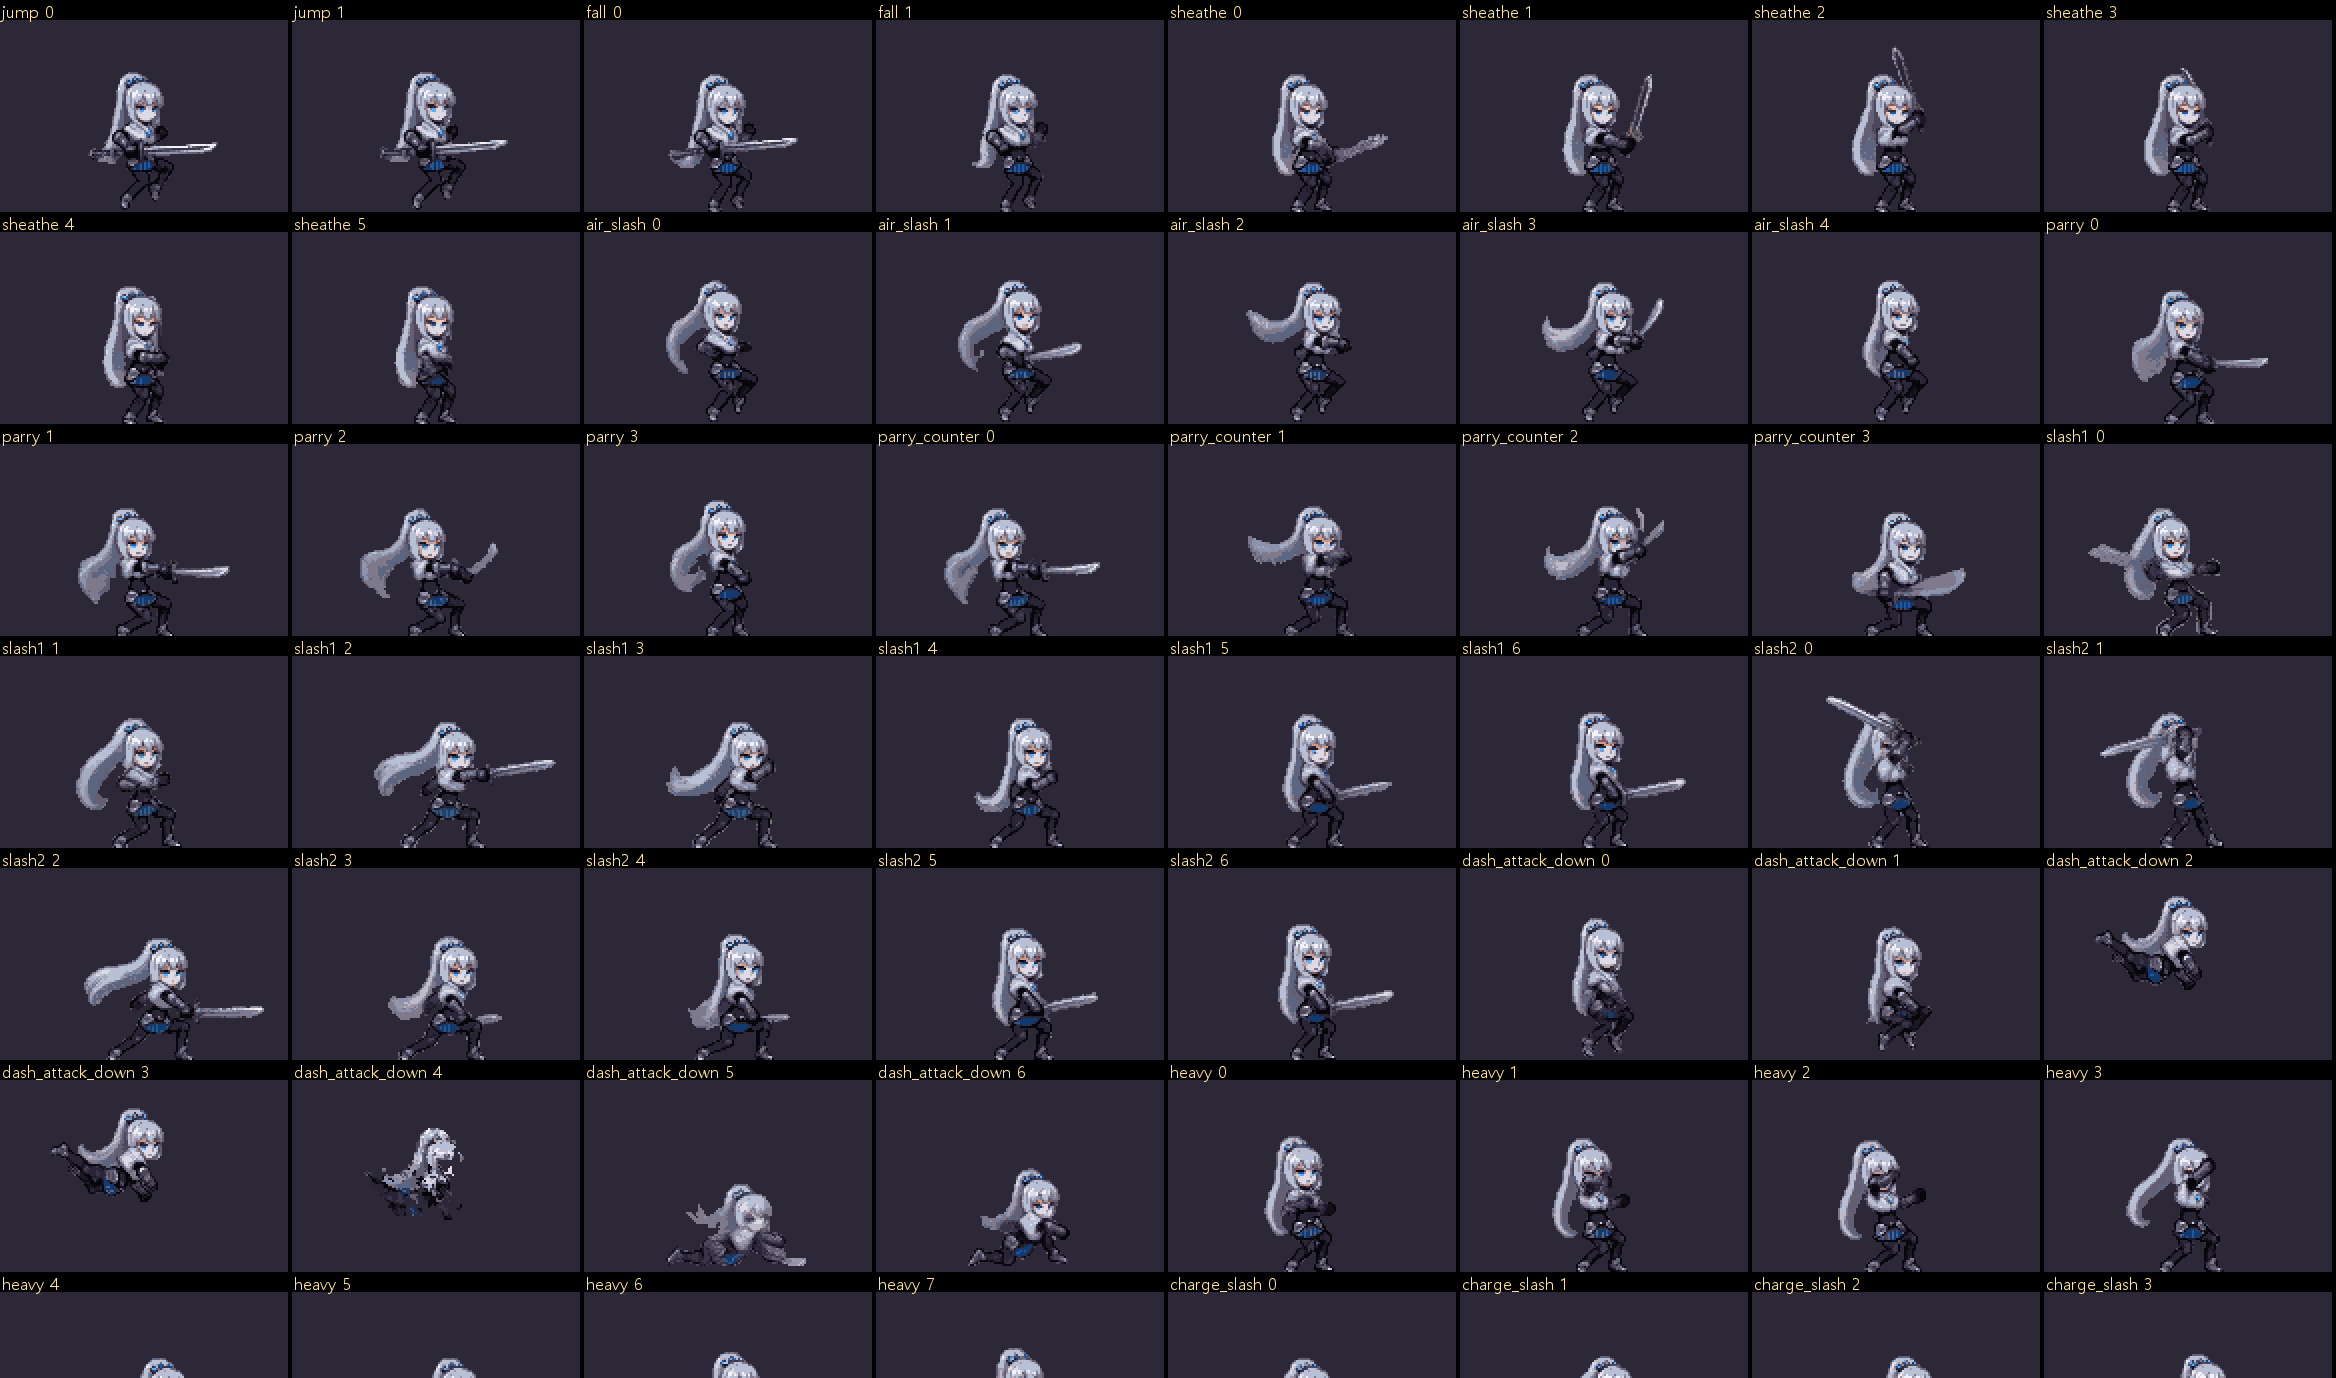 jump 0 jump 1 fall 0 fall 1 sheathe 0 sheathe 1 sheathe 2 sheathe 3
sheathe 4 sheathe 5 air_slash 0 air_slash 1 air_slash 2 air_slash 3 air_slash 4 parry 0
parry 1 parry 2 parry 3 parry_counter 0 parry_counter 1 parry_counter 2 parry_counter 3 slash1 0
slash1 1 slash1 2 slash1 3 slash1 4 slash1 5 slash1 6 slash2 0 slash2 1
slash2 2 slash2 3 slash2 4 slash2 5 slash2 6 dash_attack_down 0 dash_attack_down 1 dash_attack_down 2
dash_attack_down 3 dash_attack_down 4 dash_attack_down 5 dash_attack_down 6 heavy 0 heavy 1 heavy 2 heavy 3
heavy 4 heavy 5 heavy 6 heavy 7 charge_slash 0 charge_slash 1 charge_slash 2 charge_slash 3